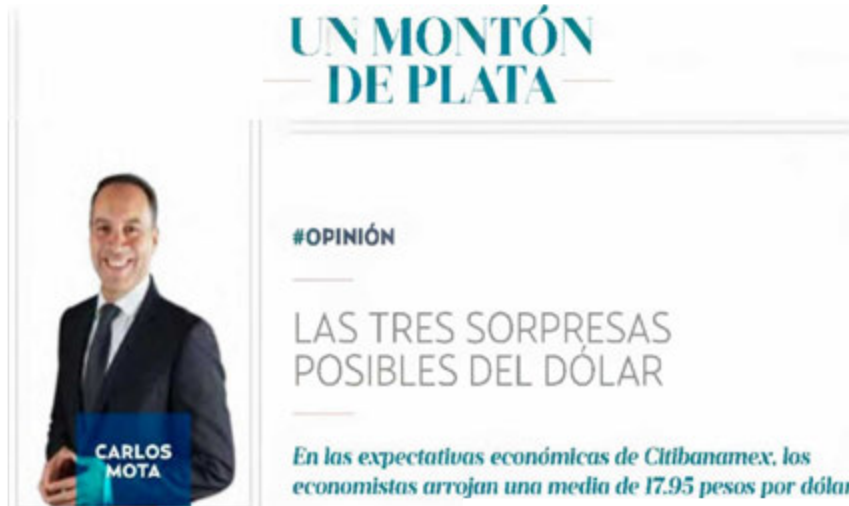 UN MONTÓN
DE PLATA
#OPINIÓN
LAS TRES SORPRESAS
POSIBLES DEL DÓLAR
CARLOS
MOTA
En las expectativas económicas de Citibanamex, los
economistas arrojan una media de 17.95 pesos por dólar